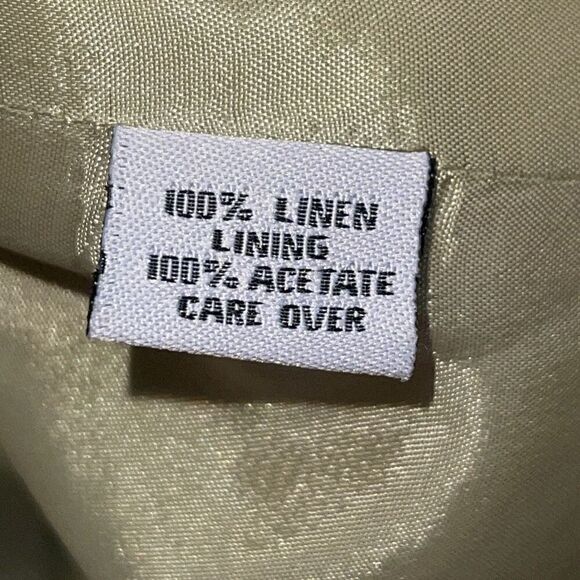 100% LINEN
LINING
100% ACETATE
CARE OVER